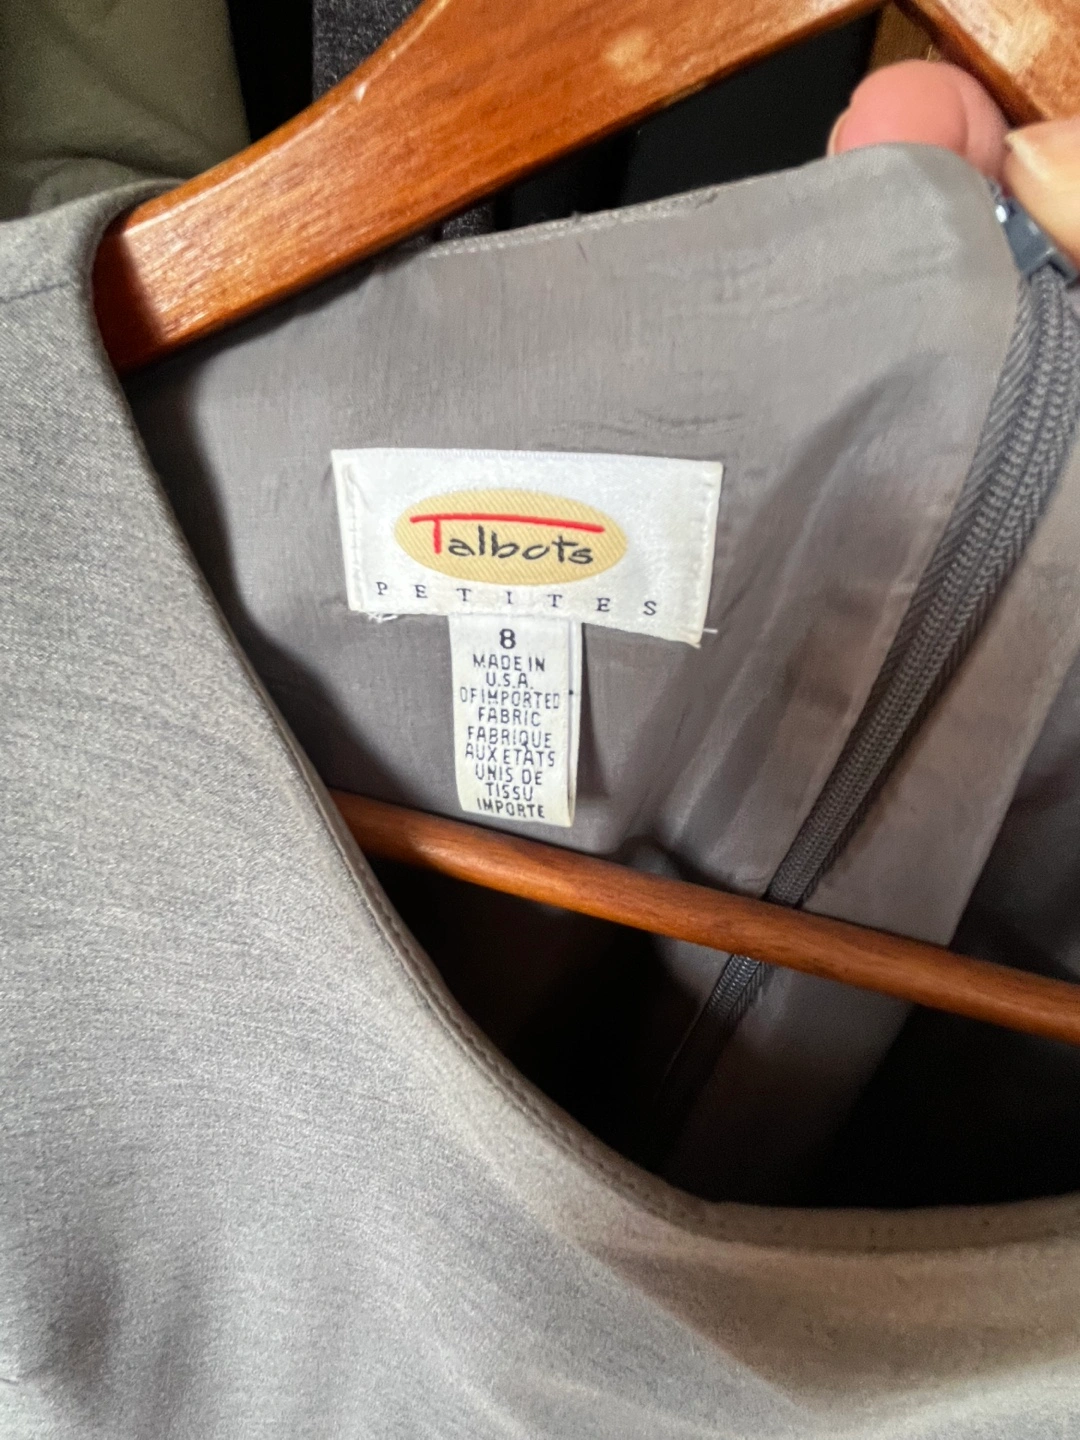 Talbots
PETITES
8
MADE IN
U.S.A.
OF IMPORTED
FABRIC
FABRIQUE
AUX ETATS
UNIS DE
TISSU
IMPORTE